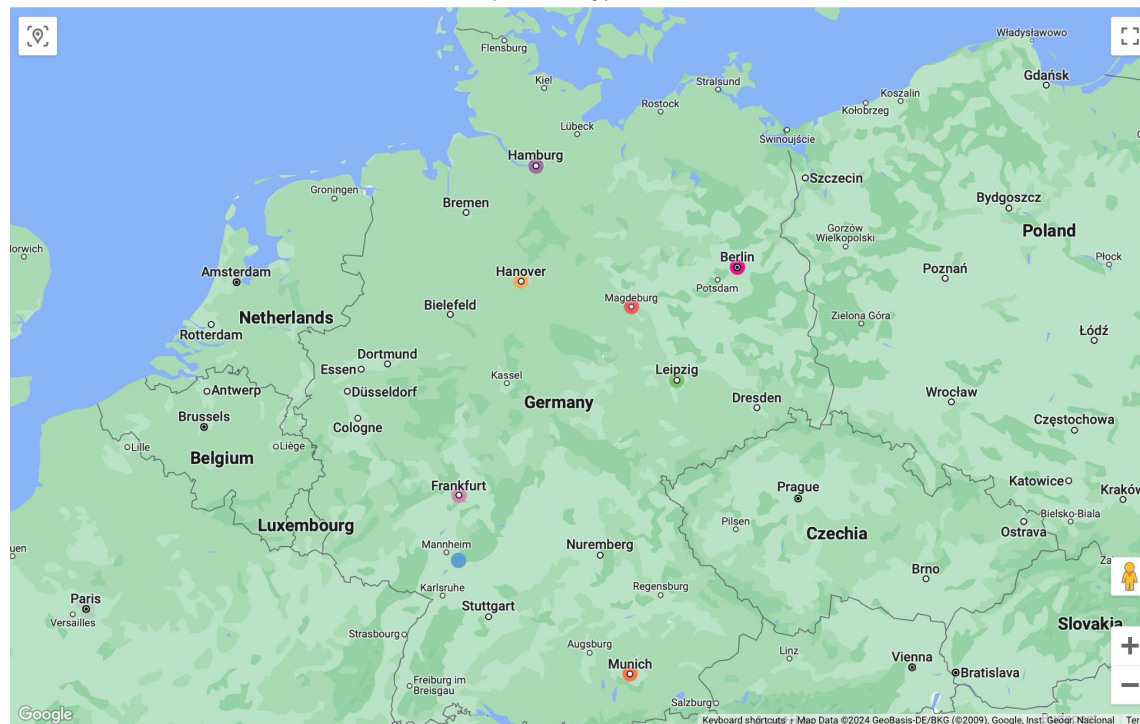 Władysławowo
Flensburg
Gdańsk
Kiel
Stralsund
Koszalin
Rostock
Kołobrzeg
Lübeck
Świnoujście
Hamburg
Szczecin
Groningen
Bydgoszcz
Bremen
Gorzów
Wielkopolski
Poland
Norwich
Berlin
Płock
Amsterdam
Hanover
Poznań
Potsdam
Magdeburg
Bielefeld
Netherlands
Zielona Góra
Rotterdam
Łódź
Dortmund
Essen
Leipzig
Kassel
Antwerp
Düsseldorf
Dresden
Wrocław
Germany
Brussels
Cologne
Częstochowa
Lille
Liège
Belgium
Frankfurt
Prague
Katowice
Kraków
Bielsko-Biala
Luxembourg
Pilsen
Czechia
Ostrava
Mannheim
Nuremberg
Brno
Karlsruhe
Regensburg
Paris
Stuttgart
Versailles
Slovakia
Strasbourg
Augsburg
Linz
Vienna
Munich
Bratislava
Freiburg im
Breisgau
Salzburg
Google
Keyboard shortcuts
Map Data ©2024 GeoBasis-DE/BKG (©2009), Google, Inst. Geogr. Nacional